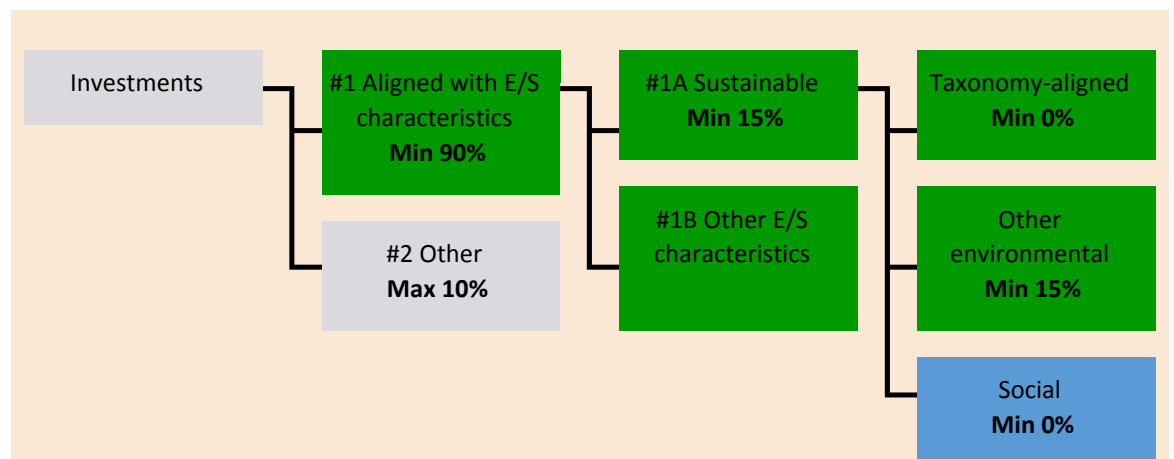 Investments
#1 Aligned with E/S
characteristics
Min 90%
#2 Other
Max 10%
#1A Sustainable
Min 15%
#1B Other E/S
characteristics
Taxonomy-aligned
Min 0%
Other
environmental
Min 15%
Social
Min 0%